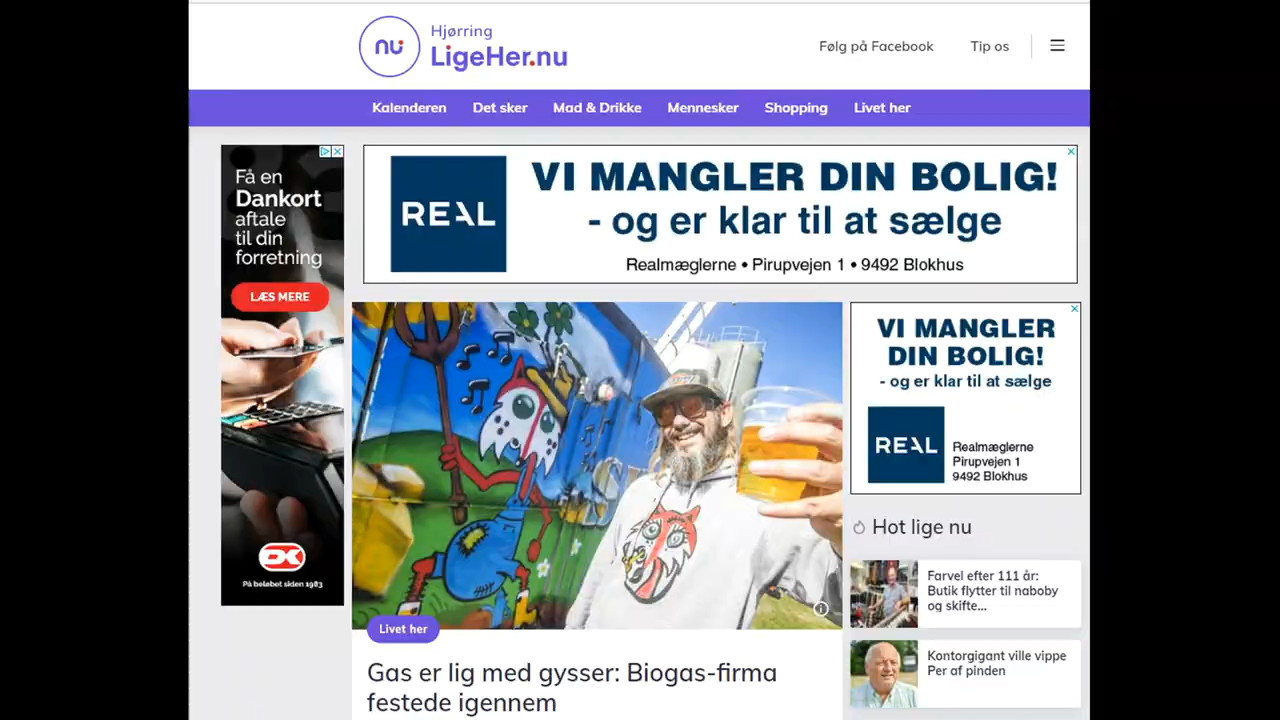 nu
Hjørring
LigeHer.nu
Følg på Facebook
Tip os
Kalenderen
Det sker
Mad & Drikke
Mennesker
Shopping
Livet her
Få en
Dankort
aftale
til din
forretning
LÆS MERE
DK
På beløbet siden 1983
REAL
VI MANGLER DIN BOLIG!
- og er klar til at sælge
Realmæglerne • Pirupvejen 1 • 9492 Blokhus
VI MANGLER
DIN BOLIG!
- og er klar til at sælge
REAL
Realmæglerne
Pirupvejen 1
9492 Blokhus
Livet her
Gas er lig med gysser: Biogas-firma
festede igennem
Hot lige nu
Farvel efter 111 år:
Butik flytter til naboby
og skifte...
Kontorgigant ville vippe
Per af pinden